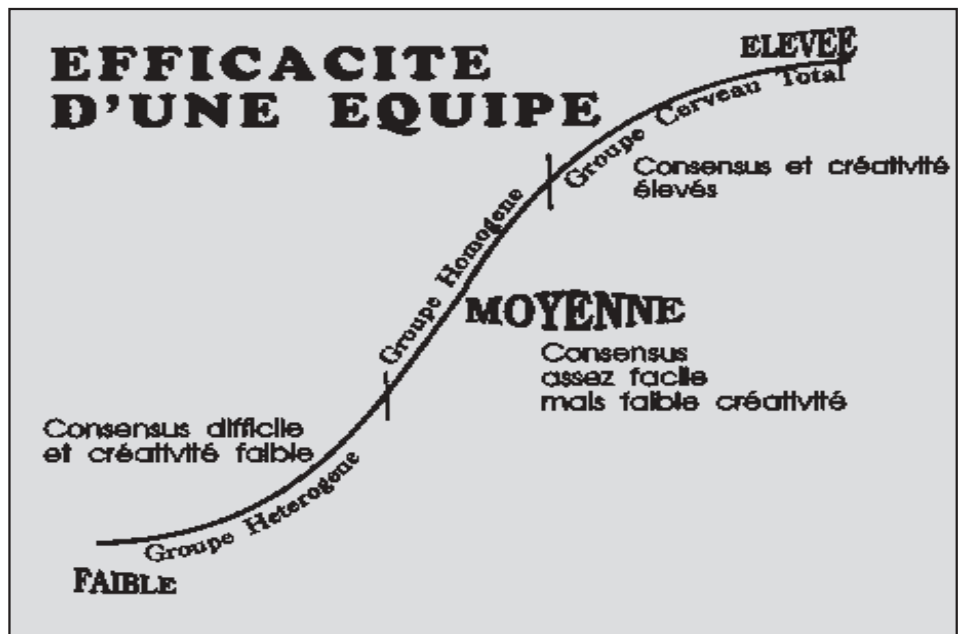 EFFICACITE
D'UNE EQUIPE
ELEVEE
Groupe Cerveau Total
Consensus et créativité
élevés
Groupe Homogene
MOYENNE
Consensus
assez facile
mais faible créativité
Consensus difficile
et créativité faible
Groupe Heterogene
FAIBLE